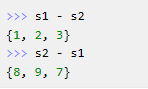 >>> s1 - s2
{1, 2, 3}
>>> s2 - s1
{8, 9, 7}